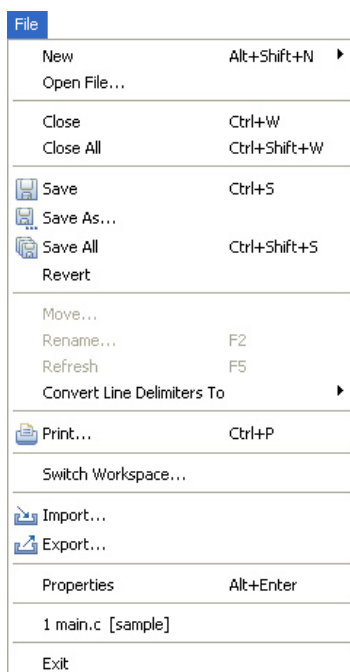 File
New Alt+Shift+N
Open File...
Close Ctrl+W
Close All Ctrl+Shift+W
Save Ctrl+S
Save As...
Save All Ctrl+Shift+S
Revert
Move...
Rename... F2
Refresh F5
Convert Line Delimiters To
Print... Ctrl+P
Switch Workspace...
Import...
Export...
Properties Alt+Enter
1 main.c [sample]
Exit